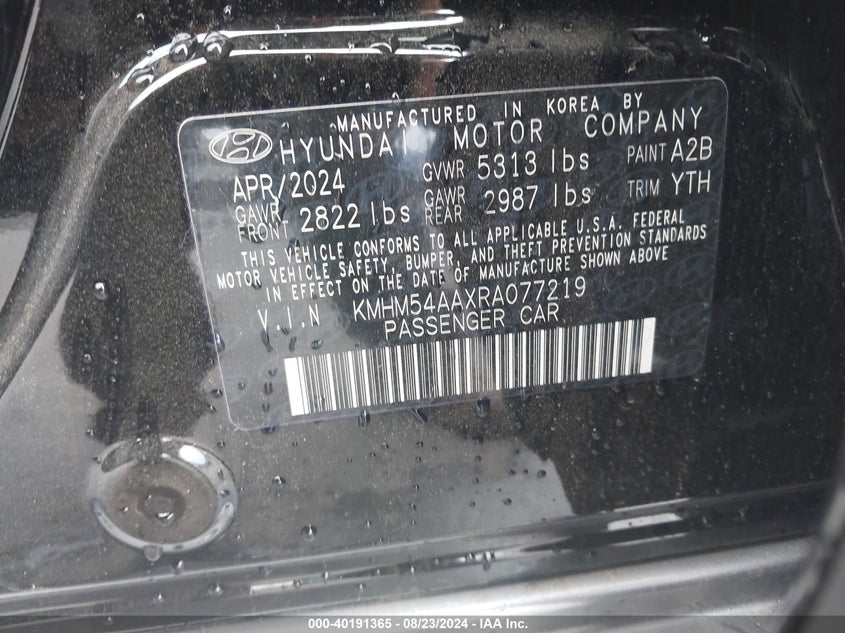 MANUFACTURED IN KOREA BY
HYUNDAI MOTOR COMPANY
APR/2024 GVWR 5313 lbs PAINT A2B
GAWR FRONT 2822 lbs GAWR REAR 2987 lbs TRIM YTH
THIS VEHICLE CONFORMS TO ALL APPLICABLE U.S.A. FEDERAL
MOTOR VEHICLE SAFETY, BUMPER, AND THEFT PREVENTION STANDARDS
IN EFFECT ON THE DATE OF MANUFACTURE SHOWN ABOVE
V.I.N KMHM54AAXRA077219
PASSENGER CAR
000-40191365 - 08/23/2024 - IAA Inc.